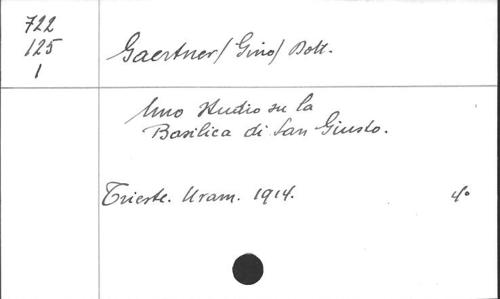 722
125
1
Gaertner/ Gino/ Dott.
Uno studio su la
Basilica di San Giusto.
Trieste. Uram. 1914. 4°